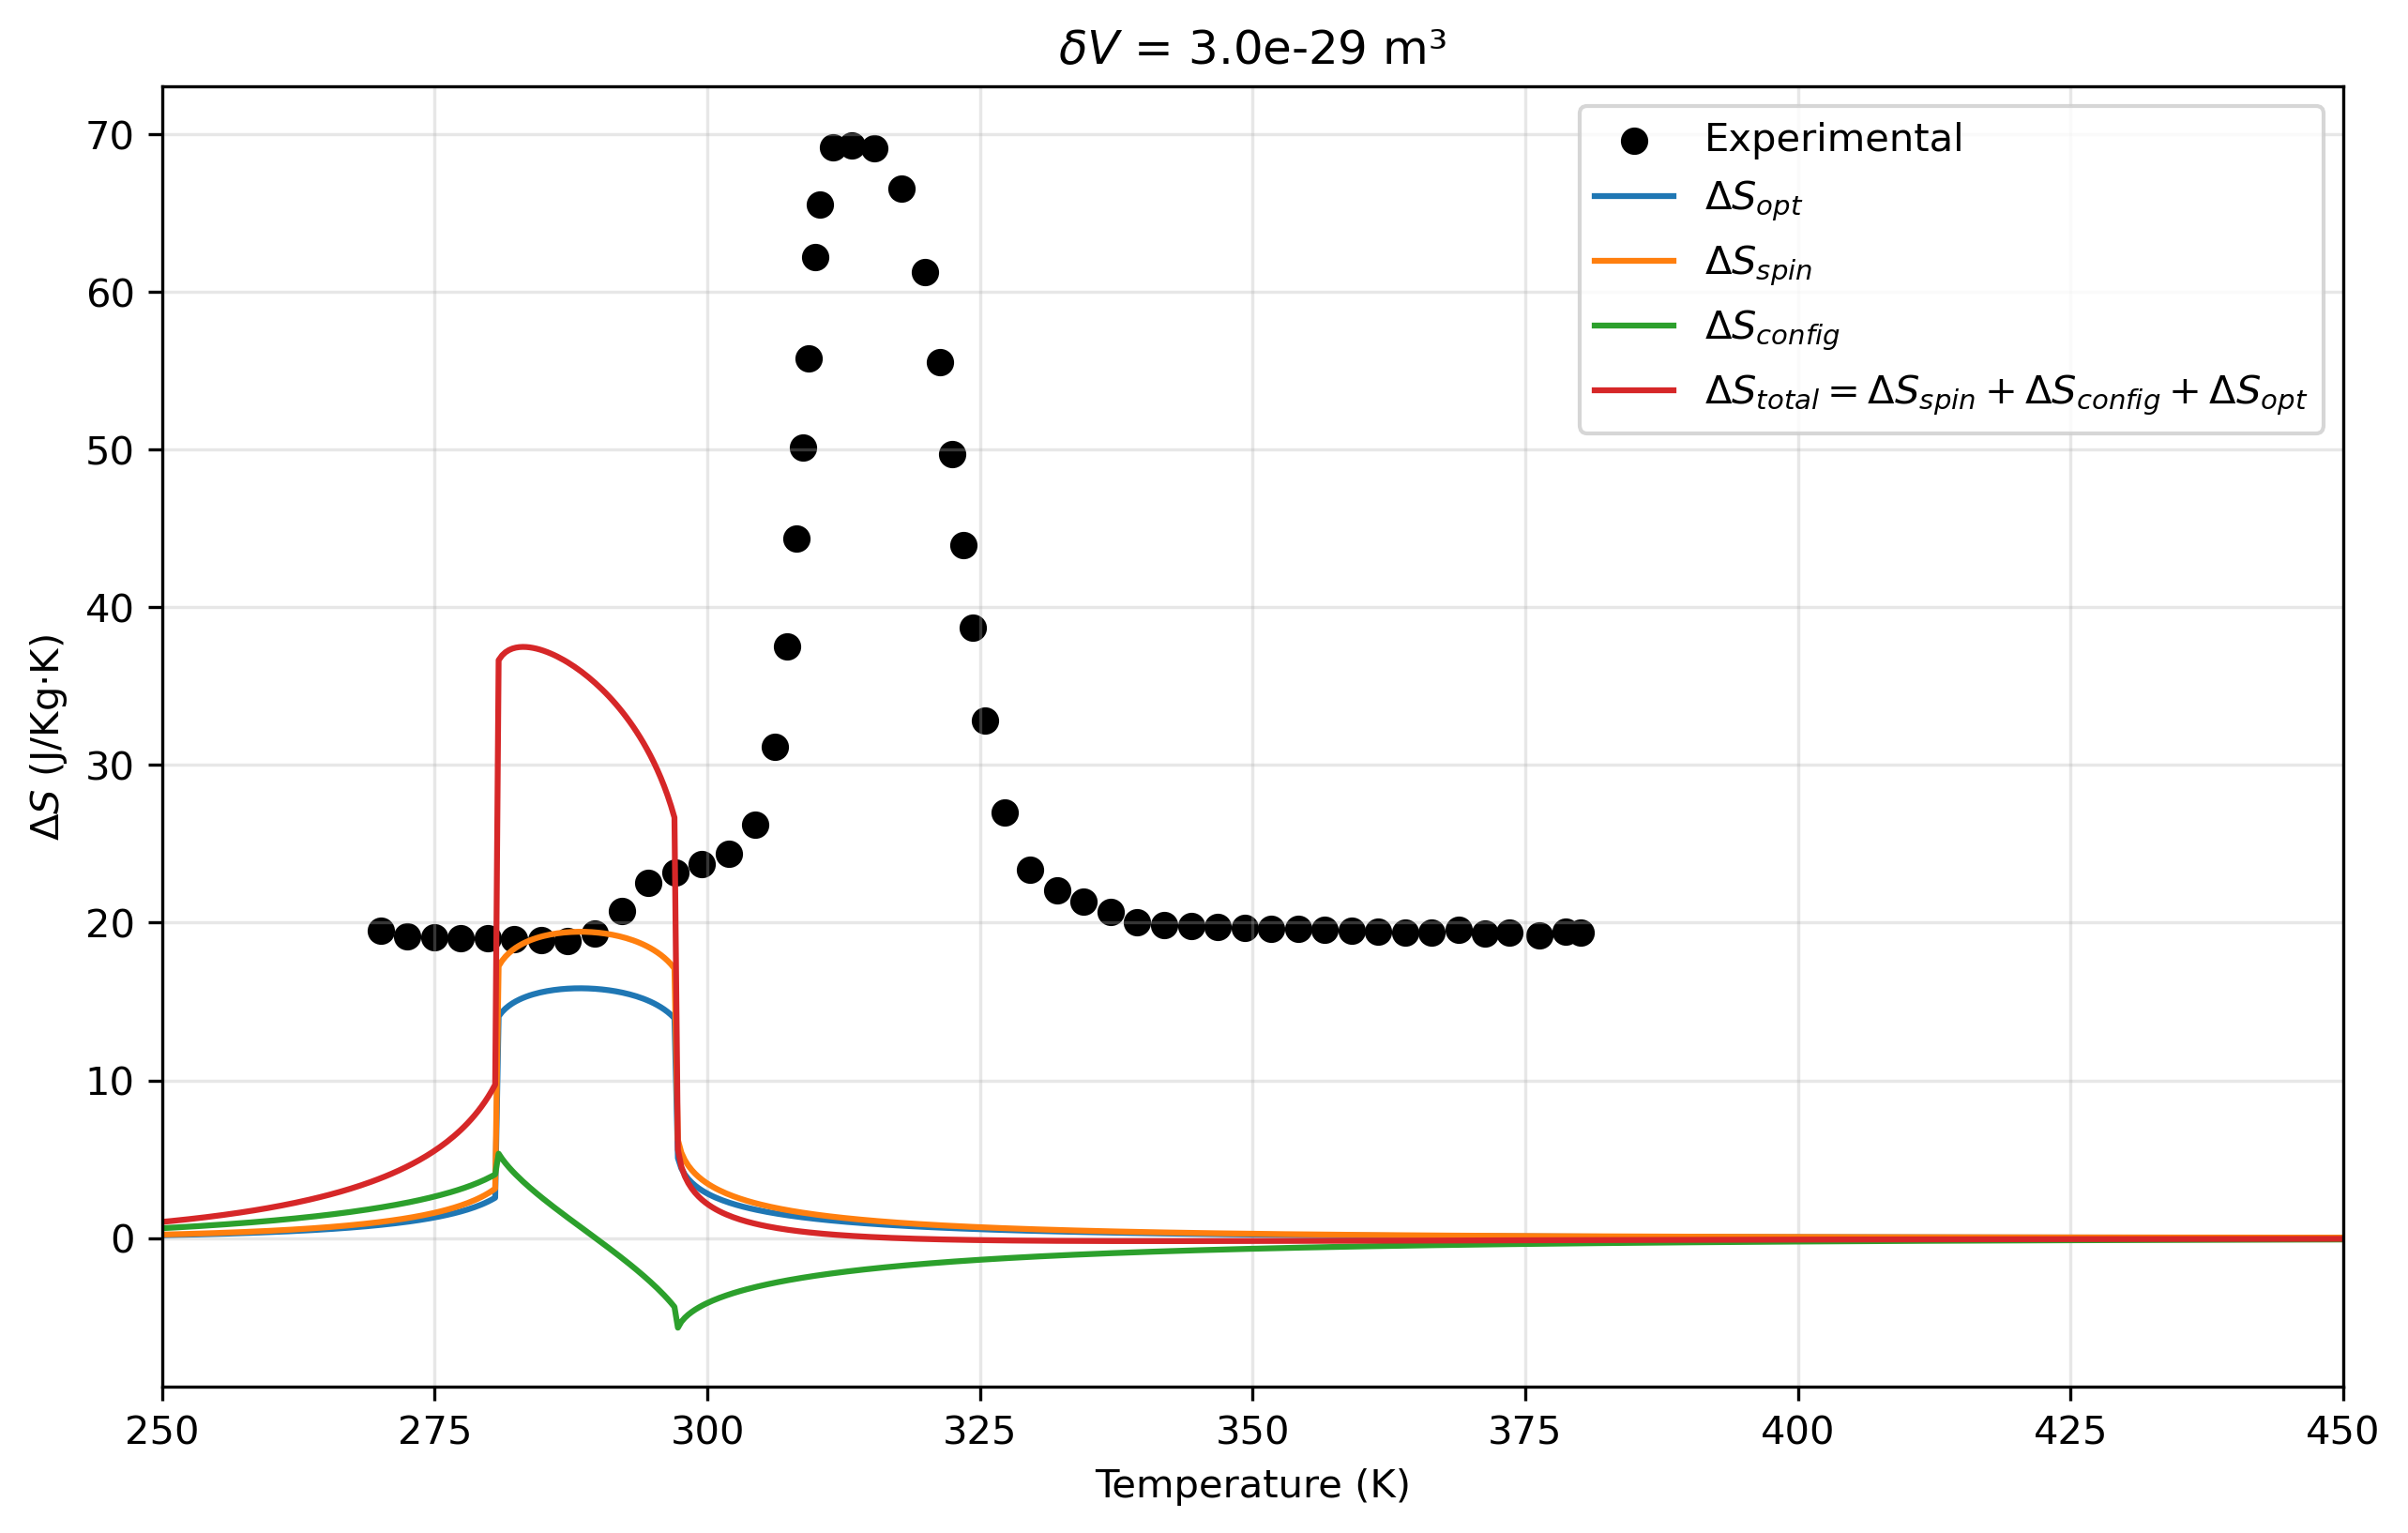 δV = 3.0e-29 m³
70
60
50
40
30
20
10
0
ΔS (J/Kg·K)
Experimental
ΔS_opt
ΔS_spin
ΔS_config
ΔS_total = ΔS_spin + ΔS_config + ΔS_opt
250 275 300 325 350 375 400 425 450
Temperature (K)